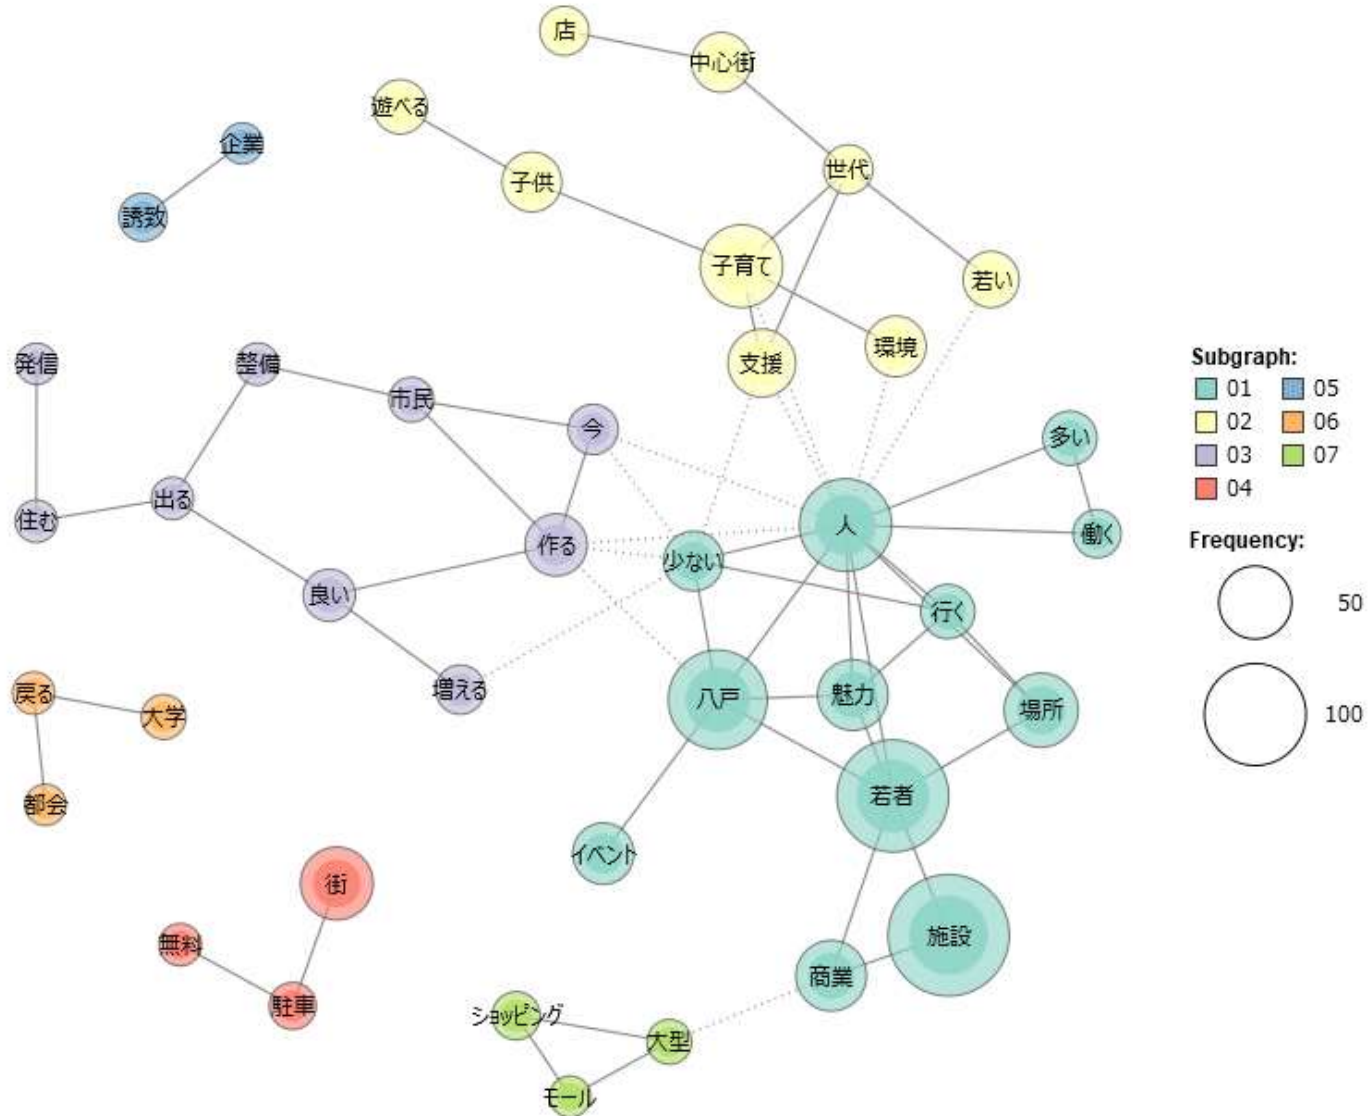 店
中心街
遊べる
企業
世代
子供
誘致
子育て
若い
環境
支援
発信
整備
市民
今
多い
出る
住む
作る
人
働く
少ない
良い
行く
増える
八戸
魅力
場所
戻る
大学
都会
若者
イベント
街
無料
駐車
施設
商業
ショッピング
大型
モール
Subgraph:
01 05
02 06
03 07
04
Frequency:
50
100